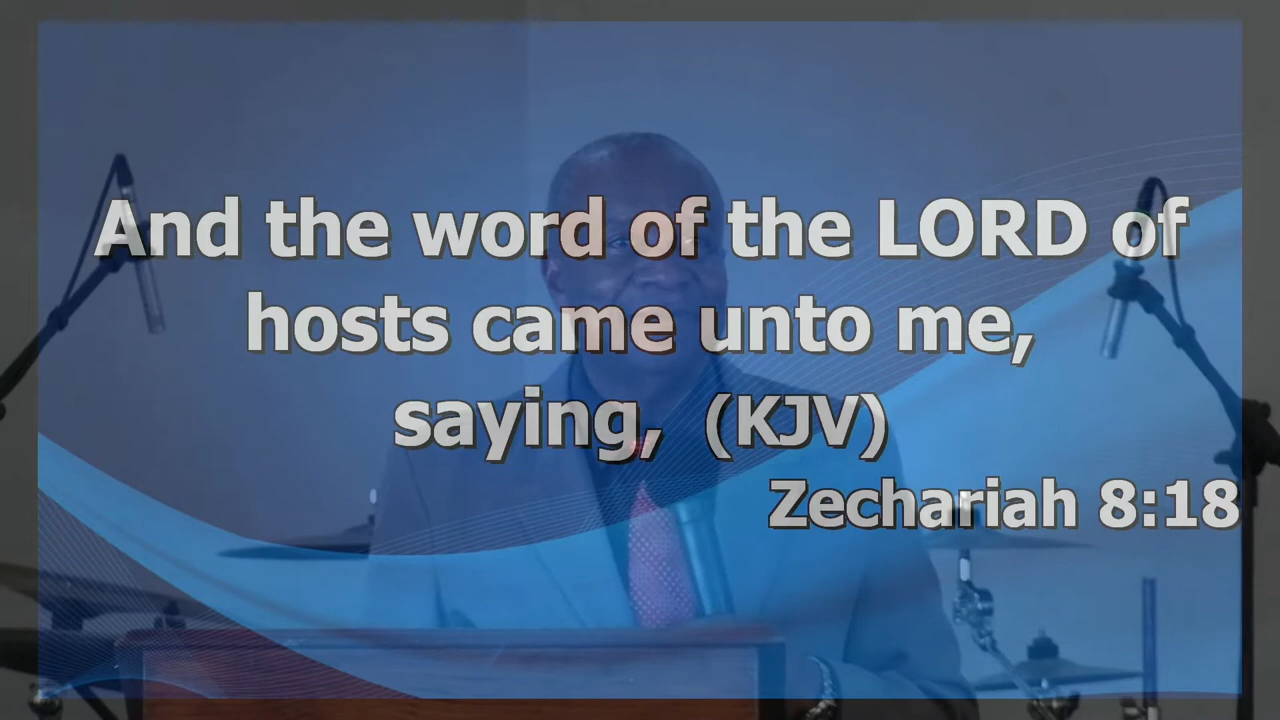 And the word of the LORD of
hosts came unto me,
saying,  (KJV)
Zechariah 8:18